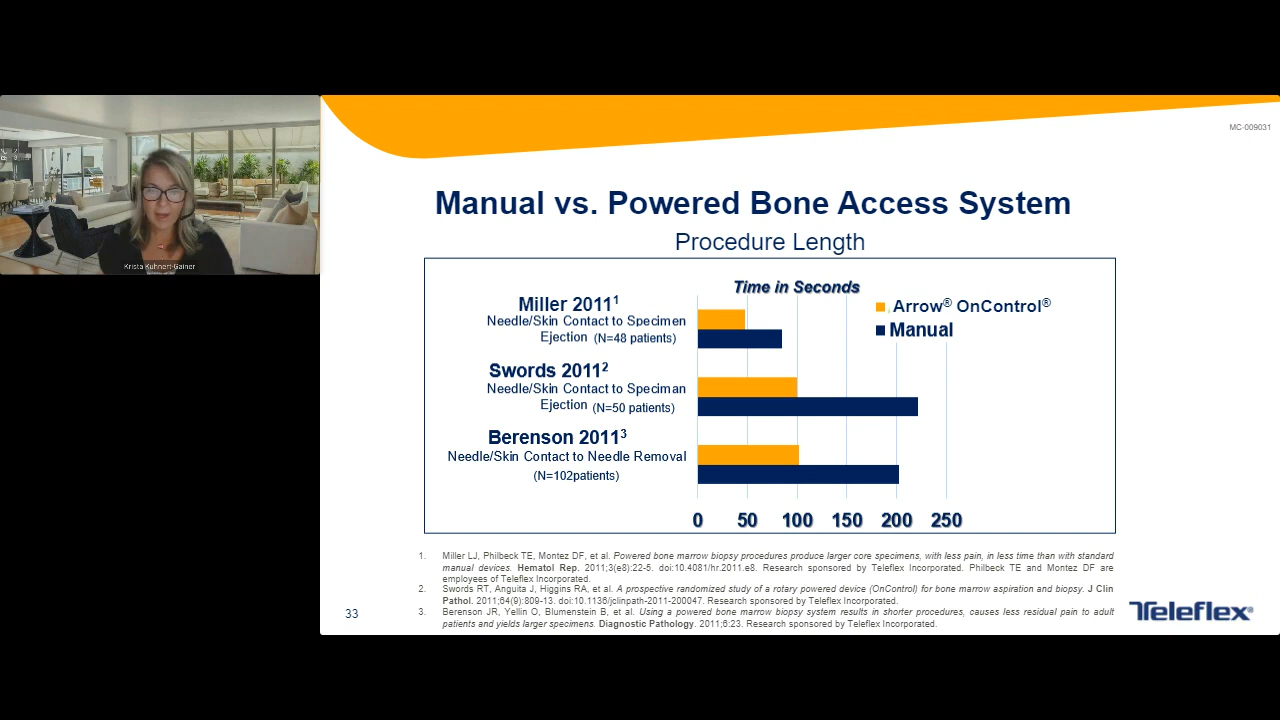 MC-009031
Krista Kuhnert-Gainer
Manual vs. Powered Bone Access System
Procedure Length
Time in Seconds
Arrow® OnControl®
Manual
Miller 2011¹
Needle/Skin Contact to Specimen
Ejection (N=48 patients)
Swords 2011²
Needle/Skin Contact to Speciman
Ejection (N=50 patients)
Berenson 2011³
Needle/Skin Contact to Needle Removal
(N=102patients)
0 50 100 150 200 250
1. Miller LJ, Philbeck TE, Montez DF, et al. Powered bone marrow biopsy procedures produce larger core specimens, with less pain, in less time than with standard
manual devices. Hematol Rep. 2011;3(e8):22-5. doi:10.4081/hr.2011.e8. Research sponsored by Teleflex Incorporated. Philbeck TE and Montez DF are
employees of Teleflex Incorporated.
2. Swords RT, Anguita J, Higgins RA, et al. A prospective randomized study of a rotary powered device (OnControl) for bone marrow aspiration and biopsy. J Clin
Pathol. 2011;64(9):809-13. doi:10.1136/jclinpath-2011-200047. Research sponsored by Teleflex Incorporated.
3. Berenson JR, Yellin O, Blumenstein B, et al. Using a powered bone marrow biopsy system results in shorter procedures, causes less residual pain to adult
patients and yields larger specimens. Diagnostic Pathology. 2011;6:23. Research sponsored by Teleflex Incorporated.
33
Teleflex®